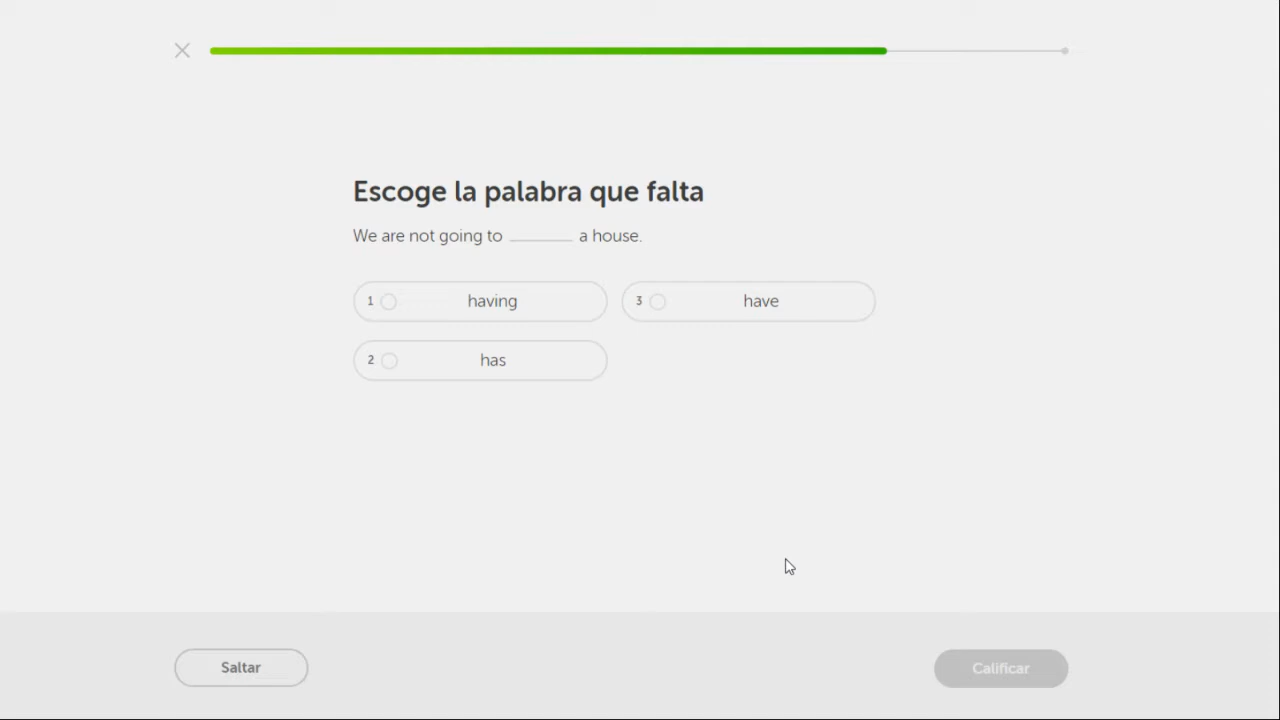 Escoge la palabra que falta
We are not going to ______ a house.
1 having
3 have
2 has
Saltar
Calificar